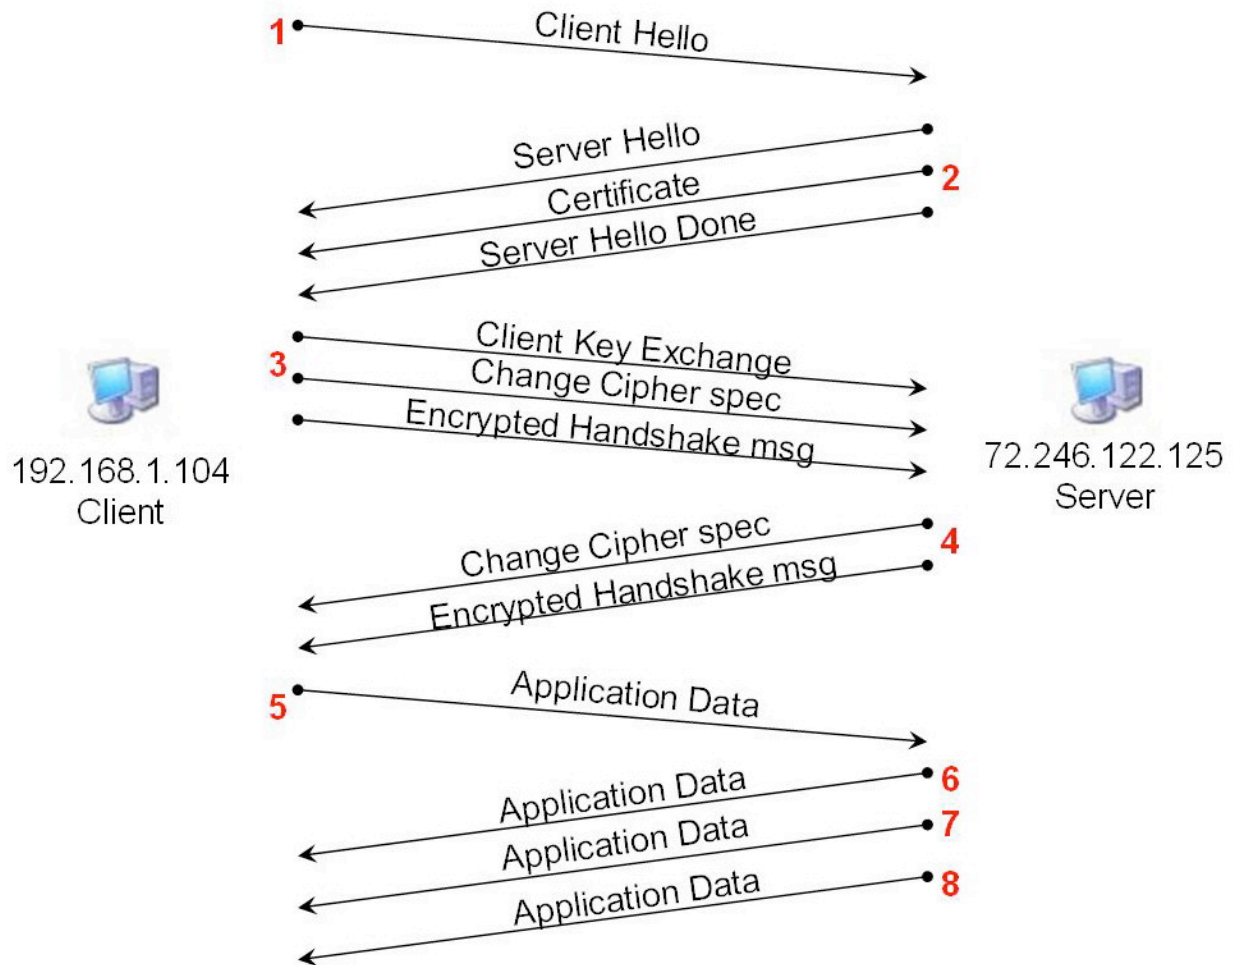 1
Client Hello
Server Hello
2
Certificate
Server Hello Done
Client Key Exchange
3
Change Cipher spec
Encrypted Handshake msg
192.168.1.104
Client
72.246.122.125
Server
Change Cipher spec
4
Encrypted Handshake msg
5
Application Data
6
Application Data
7
Application Data
8
Application Data